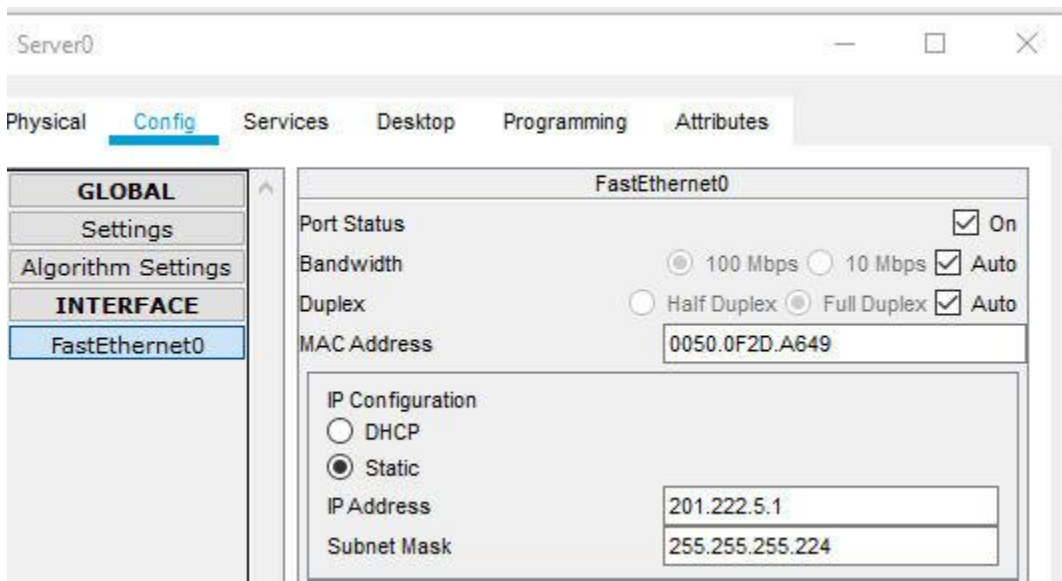 Server0
Physical Config Services Desktop Programming Attributes
GLOBAL
Settings
Algorithm Settings
INTERFACE
FastEthernet0
FastEthernet0
Port Status On
Bandwidth 100 Mbps 10 Mbps Auto
Duplex Half Duplex Full Duplex Auto
MAC Address 0050.0F2D.A649
IP Configuration
DHCP
Static
IP Address 201.222.5.1
Subnet Mask 255.255.255.224